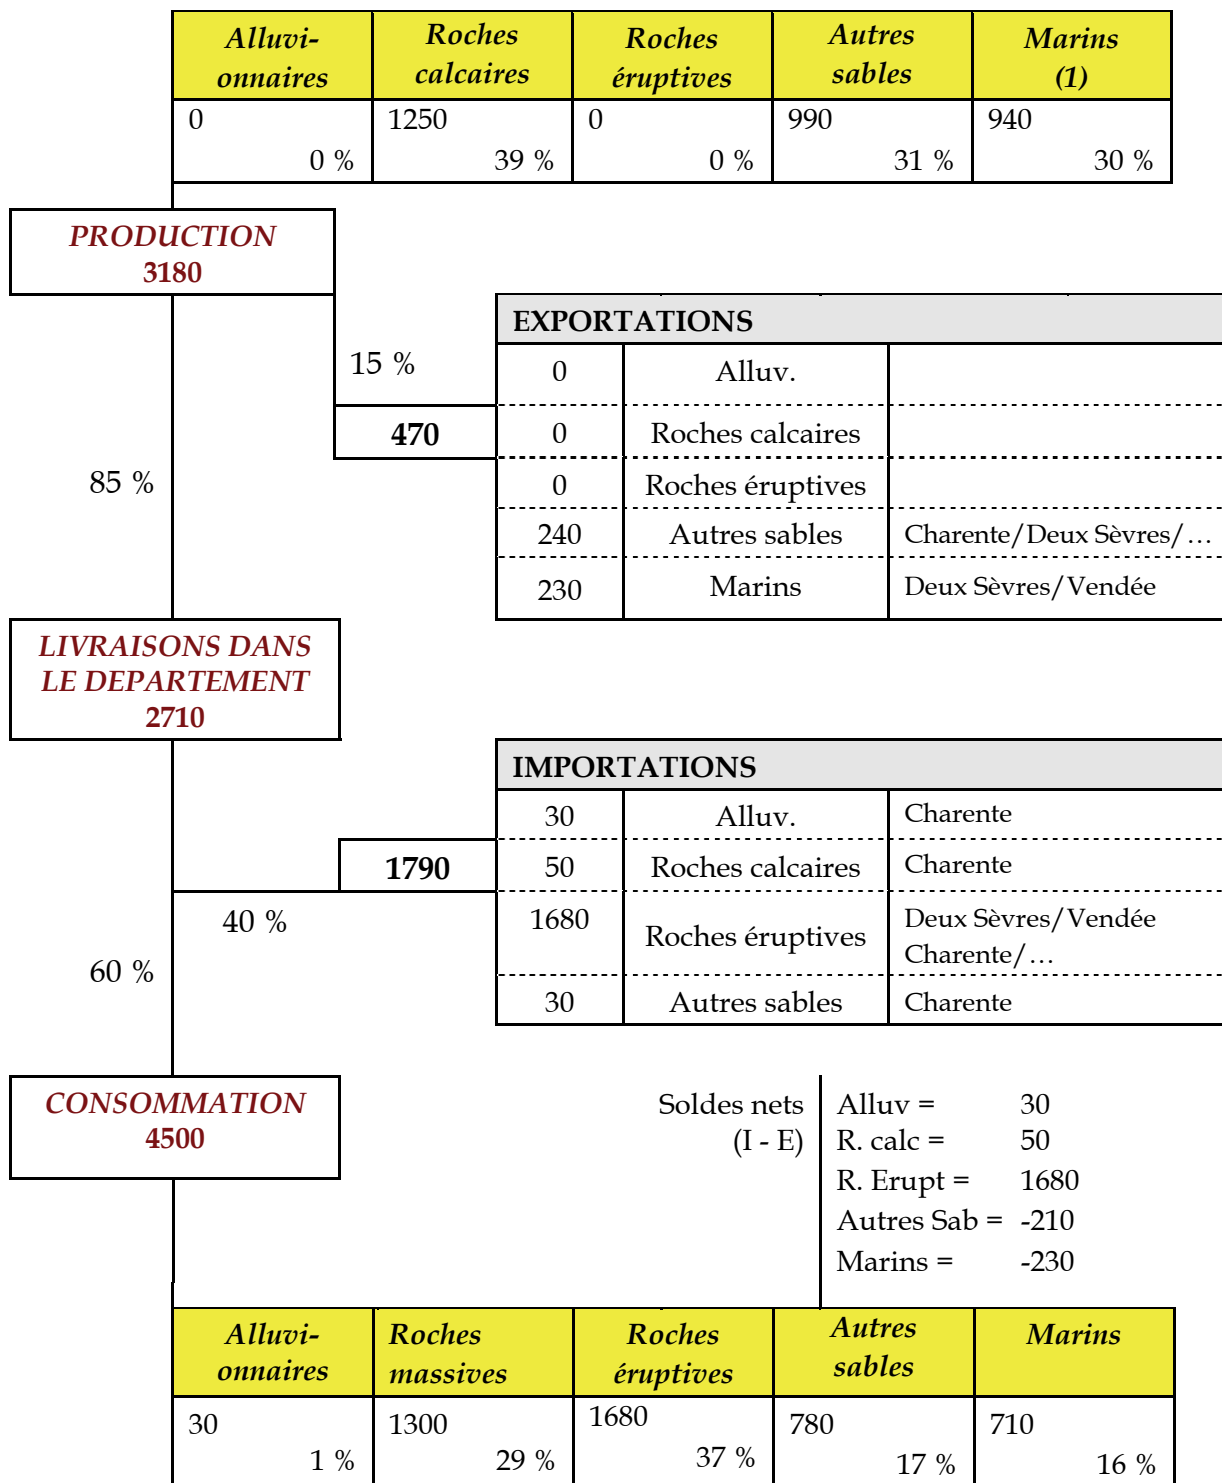 Alluvi- Roches Roches Autres Marins
onnaires calcaires éruptives sables (1)
0 1250 0 990 940
0 % 39 % 0 % 31 % 30 %
PRODUCTION
3180
EXPORTATIONS
15 %
0 Alluv.
470 0 Roches calcaires
85 % 0 Roches éruptives
240 Autres sables Charente/Deux Sèvres/…
230 Marins Deux Sèvres/Vendée
LIVRAISONS DANS
LE DEPARTEMENT
2710
IMPORTATIONS
30 Alluv. Charente
1790 50 Roches calcaires Charente
40 % 1680 Roches éruptives Deux Sèvres/Vendée
Charente/…
60 %
30 Autres sables Charente
CONSOMMATION
4500
Soldes nets Alluv = 30
(I - E) R. calc = 50
R. Erupt = 1680
Autres Sab = -210
Marins = -230
Alluvi- Roches Roches Autres Marins
onnaires massives éruptives sables
30 1300 1680 780 710
1 % 29 % 37 % 17 % 16 %